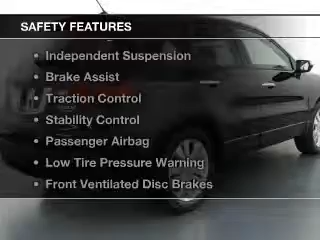 SAFETY FEATURES
• Independent Suspension
• Brake Assist
• Traction Control
• Stability Control
• Passenger Airbag
• Low Tire Pressure Warning
• Front Ventilated Disc Brakes